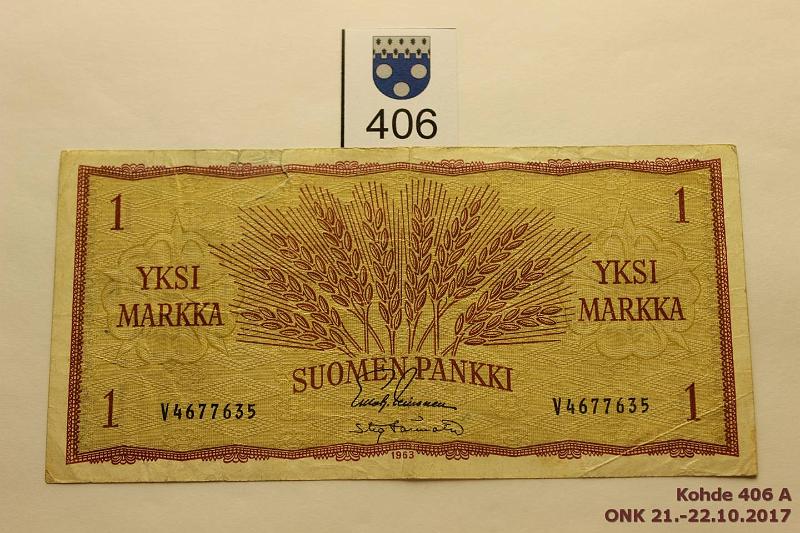 406
1
1
YKSI
MARKKA
YKSI
MARKKA
SUOMEN PANKKI
1
V4677635
V4677635
1
1963
Kohde 406 A
ONK 21.-22.10.2017